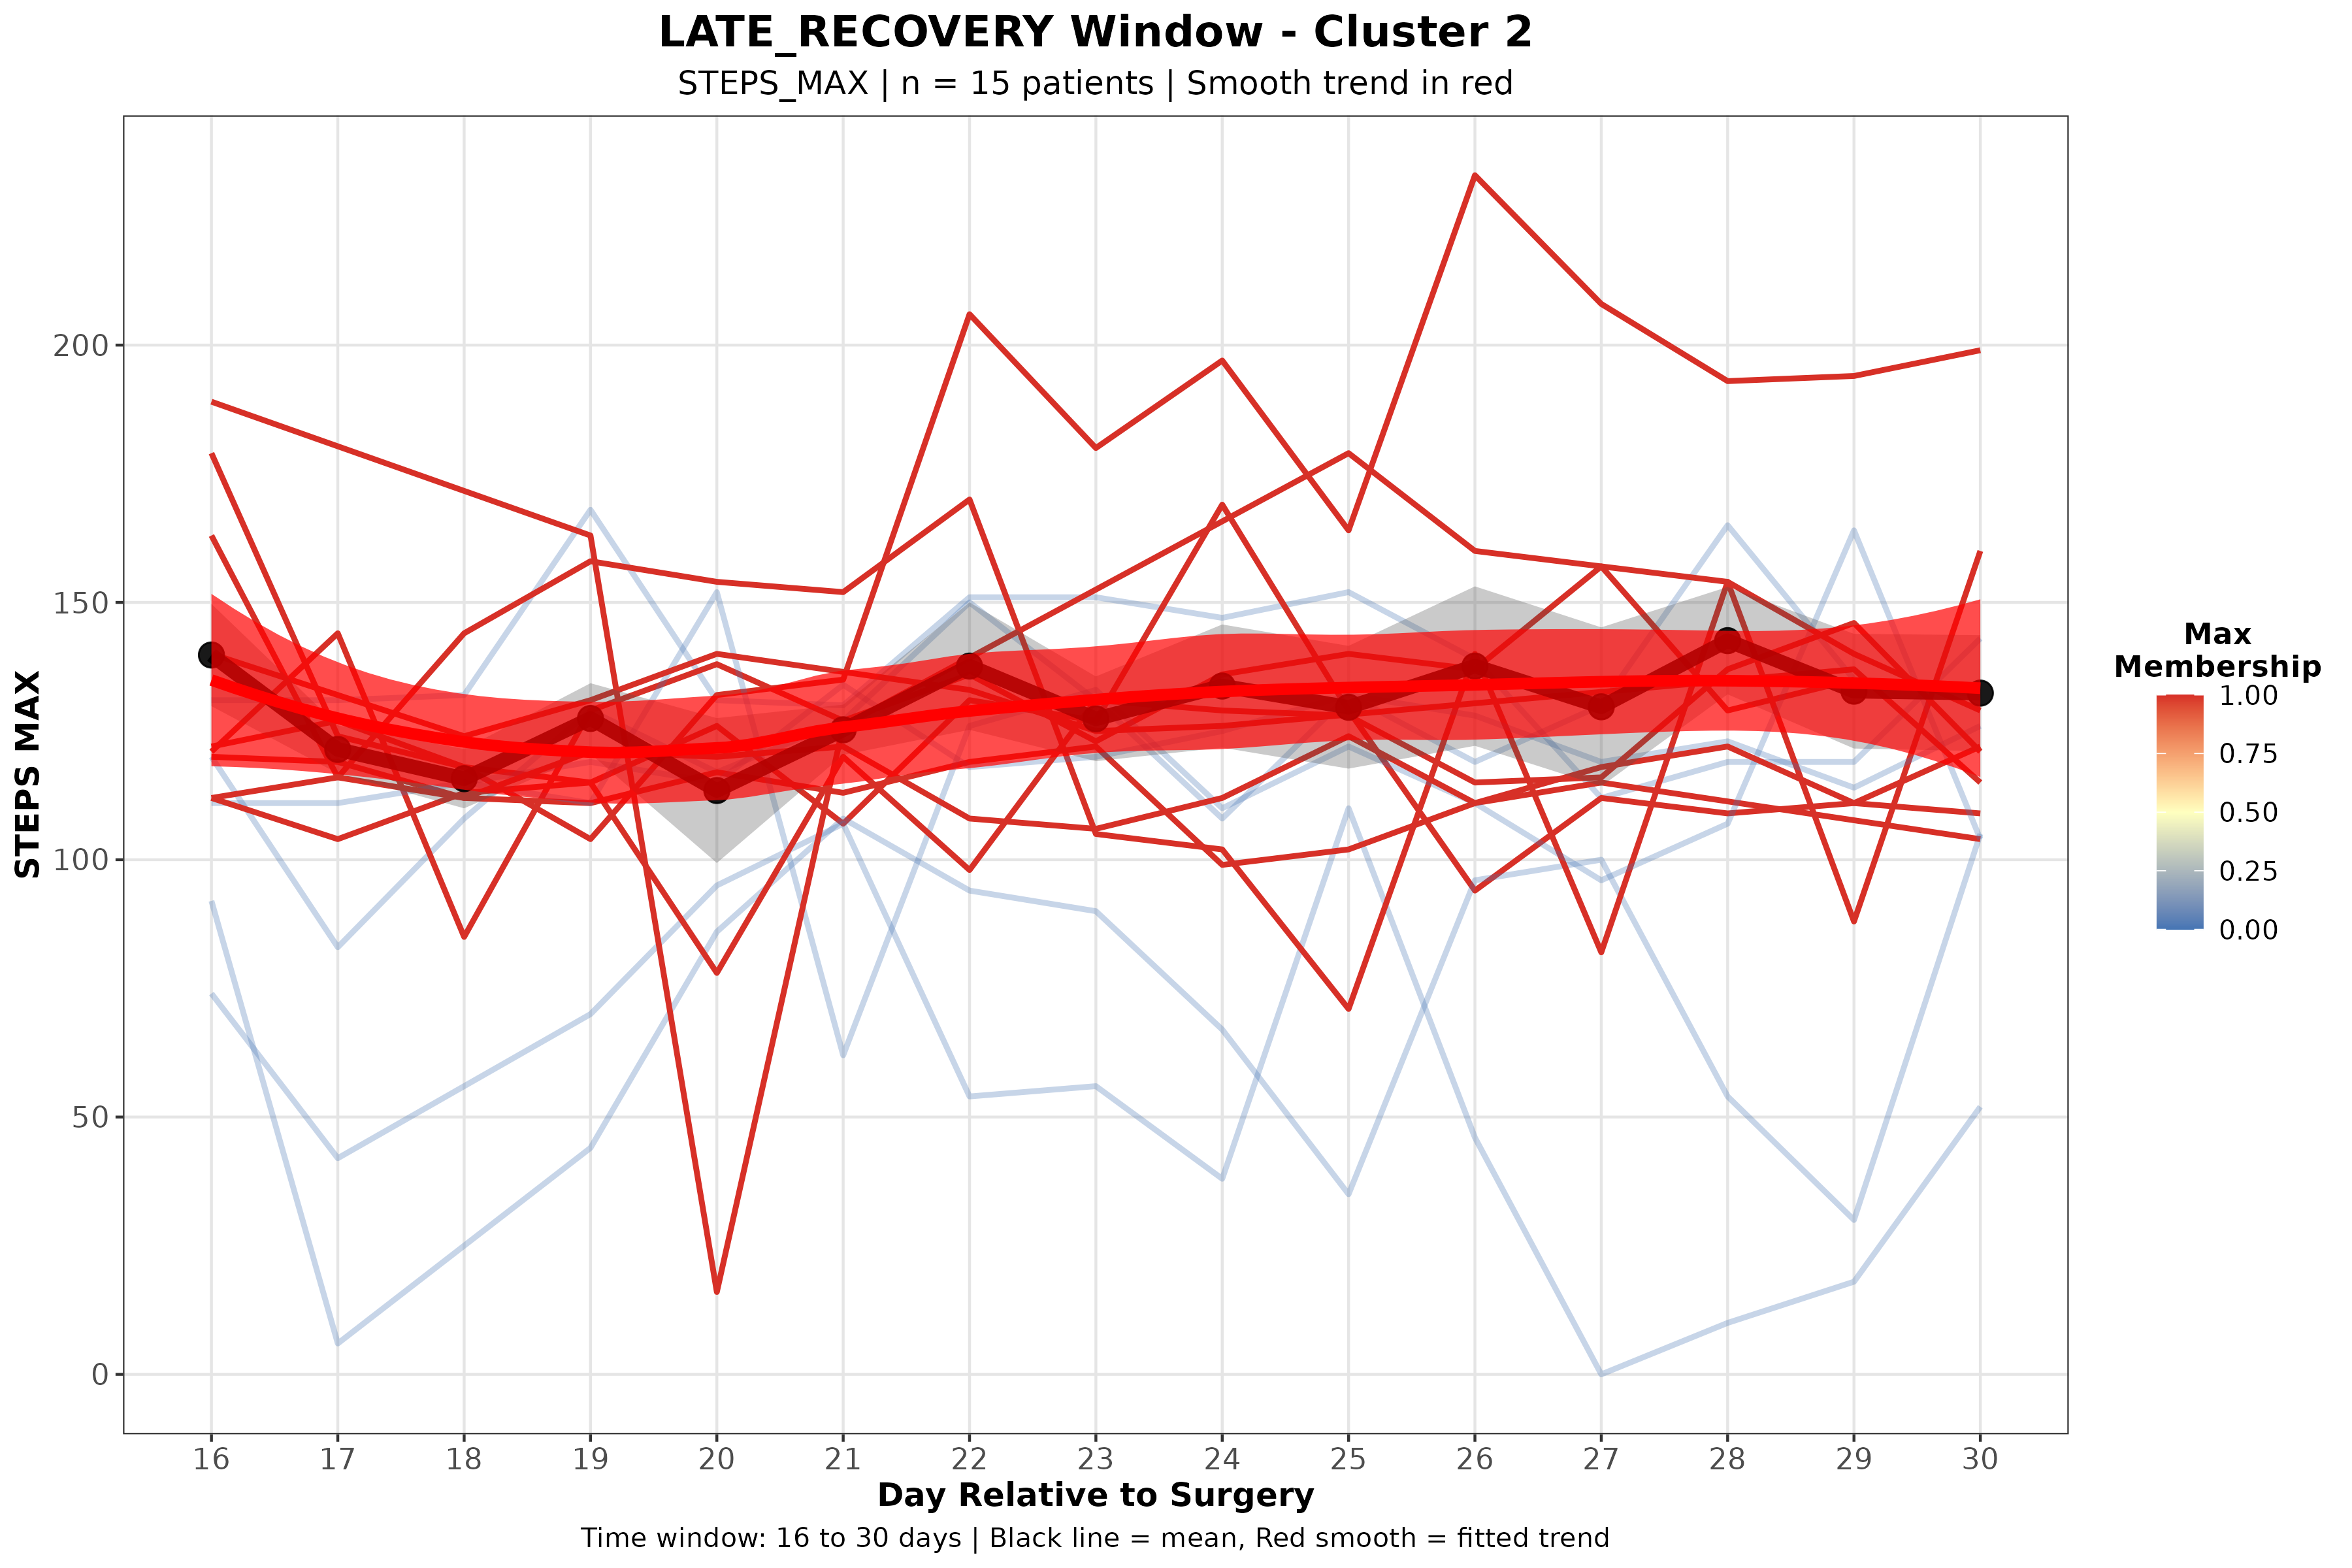 LATE_RECOVERY Window - Cluster 2
STEPS_MAX | n = 15 patients | Smooth trend in red
STEPS MAX
200
150
100
50
0
16 17 18 19 20 21 22 23 24 25 26 27 28 29 30
Day Relative to Surgery
Time window: 16 to 30 days | Black line = mean, Red smooth = fitted trend
Max
Membership
1.00
0.75
0.50
0.25
0.00